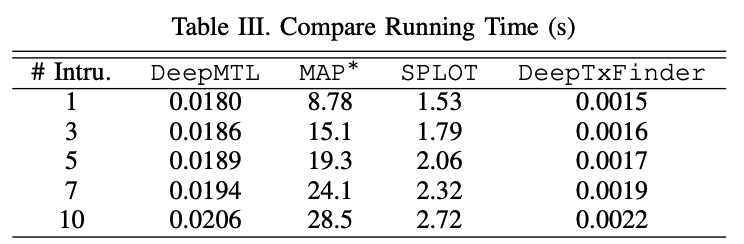 Table III. Compare Running Time (s)
# Intru. DeepMTL MAP* SPLOT DeepTxFinder
1 0.0180 8.78 1.53 0.0015
3 0.0186 15.1 1.79 0.0016
5 0.0189 19.3 2.06 0.0017
7 0.0194 24.1 2.32 0.0019
10 0.0206 28.5 2.72 0.0022